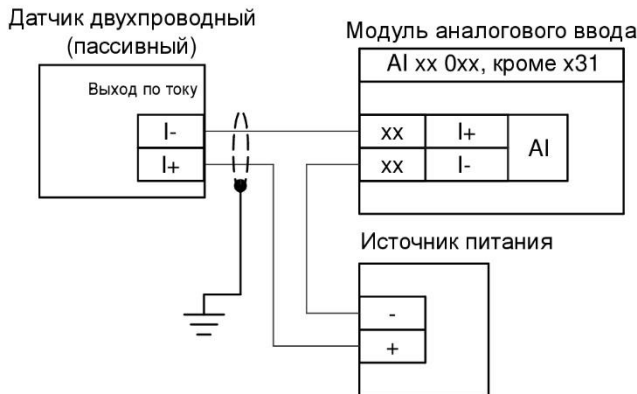 Датчик двухпроводный
(пассивный)
Выход по току
I-
I+
Модуль аналогового ввода
AI xx 0xx, кроме x31
xx I+
xx I-
AI
Источник питания
-
+